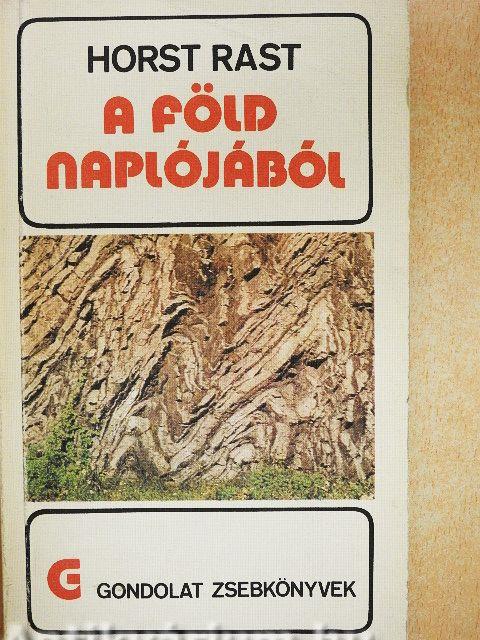 HORST RAST
A FÖLD
NAPLÓJÁBÓL
G GONDOLAT ZSEBKÖNYVEK